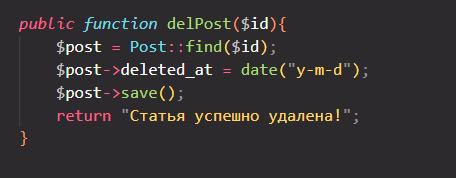 public function delPost($id){
$post = Post::find($id);
$post->deleted_at = date("y-m-d");
$post->save();
return "Статья успешно удалена!";
}